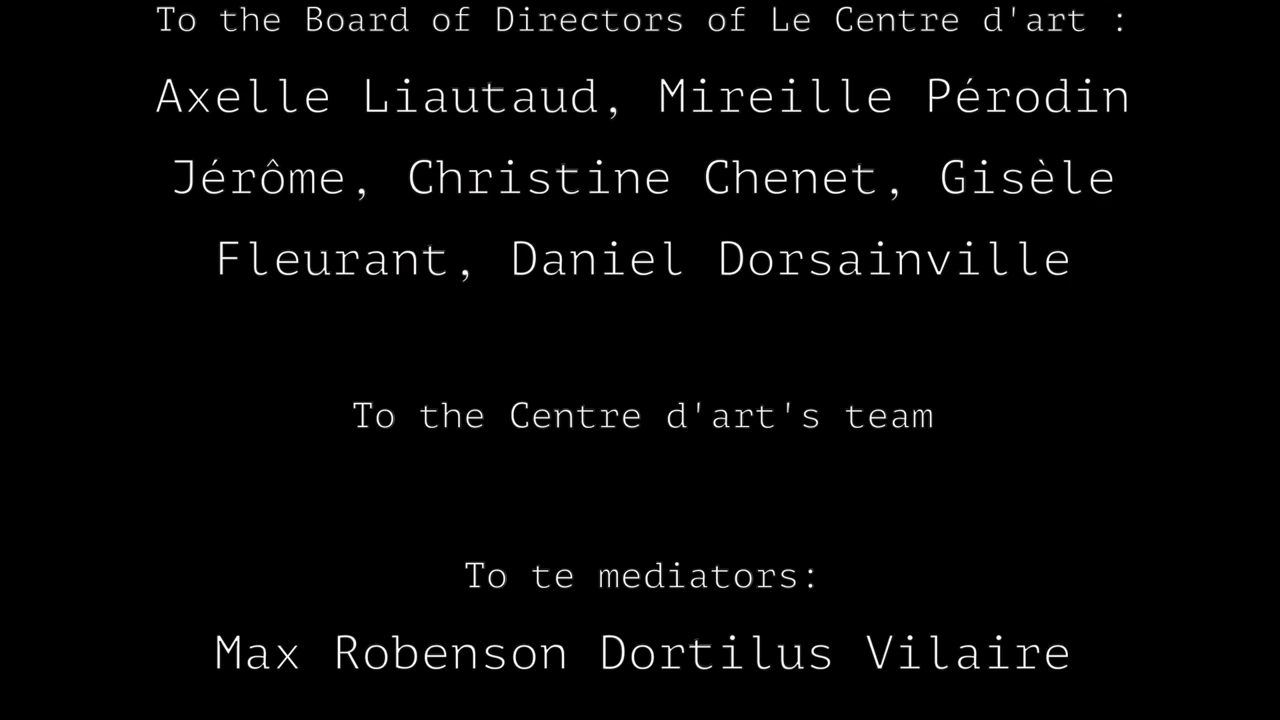 To the Board of Directors of Le Centre d'art :
Axelle Liautaud, Mireille Pérodin
Jérôme, Christine Chenet, Gisèle
Fleurant, Daniel Dorsainville
To the Centre d'art's team
To te mediators:
Max Robenson Dortilus Vilaire